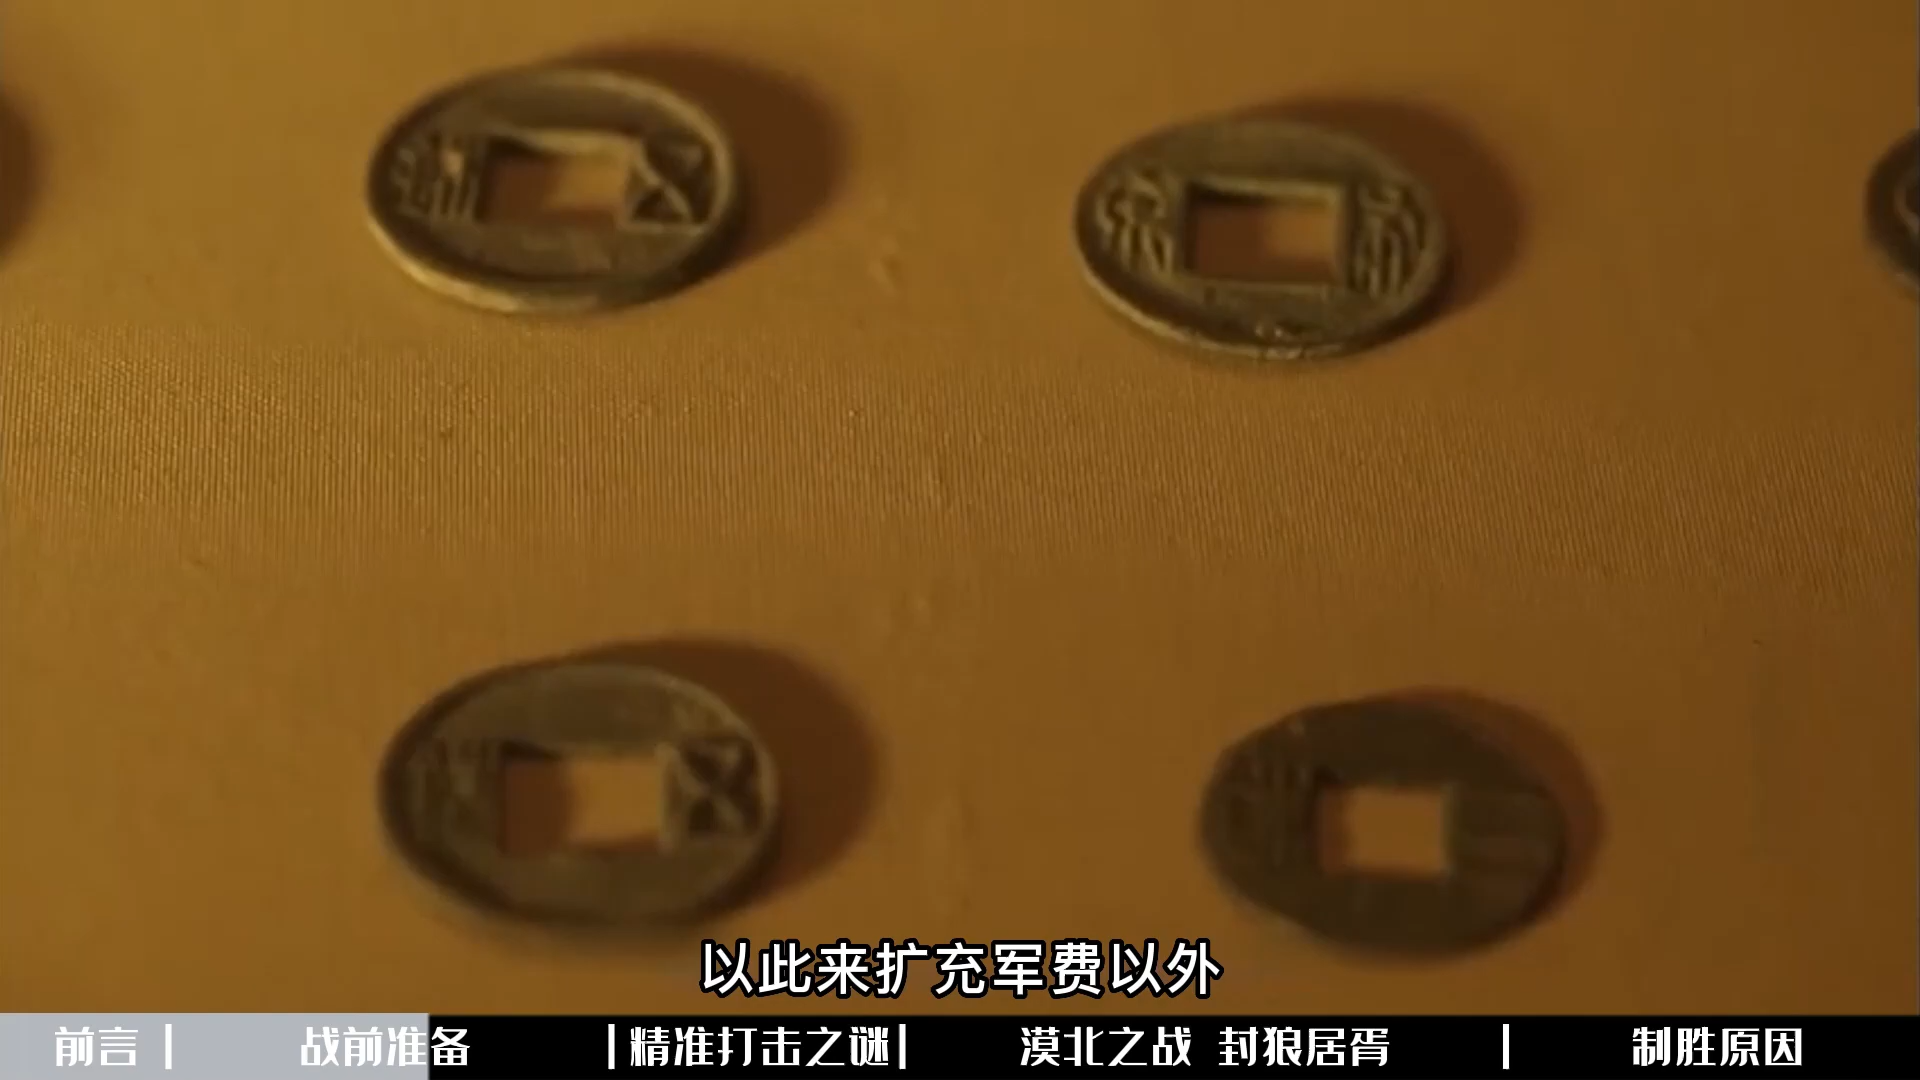 以此来扩充军费以外
前言 | 战前准备 | 精准打击之谜 | 漠北之战 封狼居胥 | 制胜原因